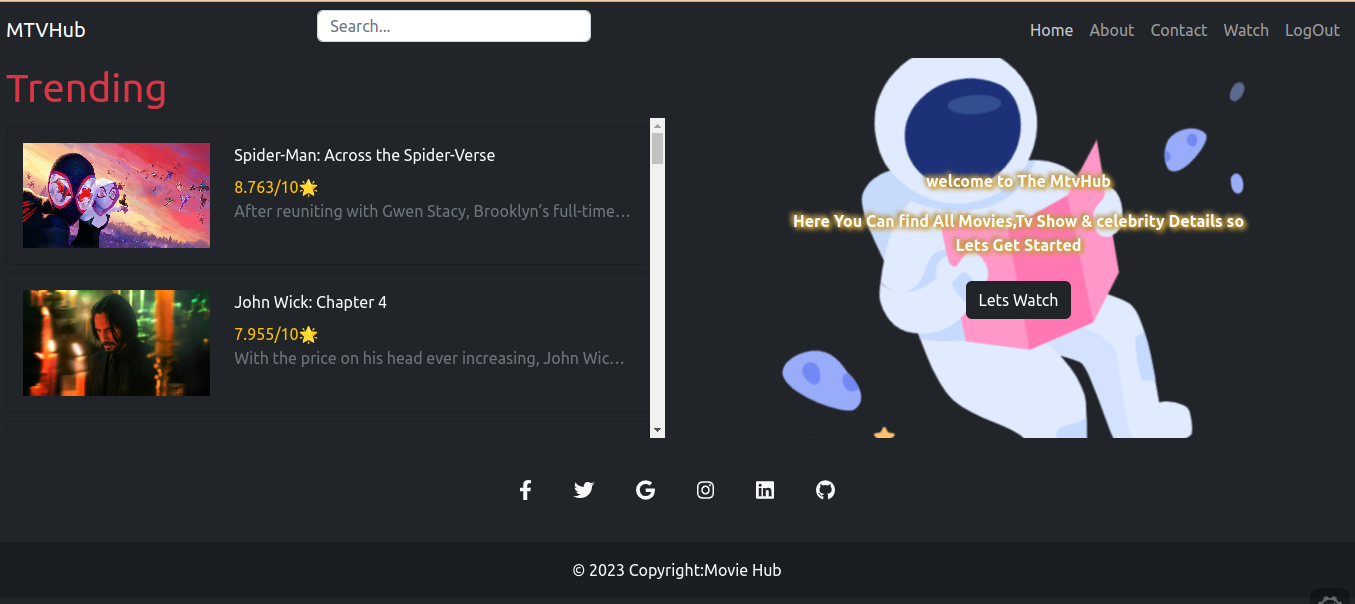 MTVHub
Search...
Home About Contact Watch LogOut
Trending
Spider-Man: Across the Spider-Verse
8.763/10🌟
After reuniting with Gwen Stacy, Brooklyn’s full-time…
John Wick: Chapter 4
7.955/10🌟
With the price on his head ever increasing, John Wic…
welcome to The MtvHub
Here You Can find All Movies,Tv Show & celebrity Details so
Lets Get Started
Lets Watch
© 2023 Copyright:Movie Hub